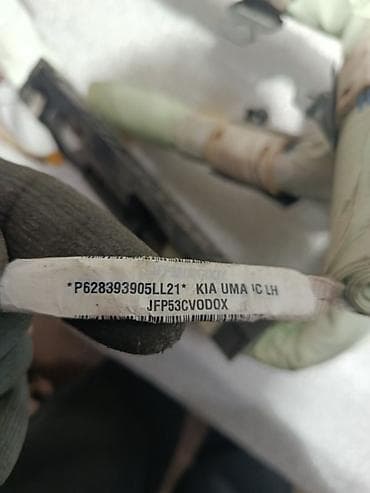 *P628393905LL21* KIA UMA IC LH
JFP53CVODOX